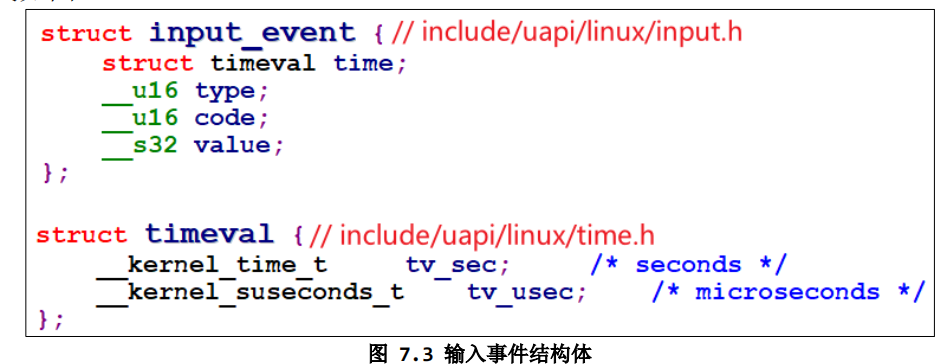 struct input_event { // include/uapi/linux/input.h
struct timeval time;
__u16 type;
__u16 code;
__s32 value;
};
struct timeval { // include/uapi/linux/time.h
__kernel_time_t tv_sec; /* seconds */
__kernel_suseconds_t tv_usec; /* microseconds */
};
图 7.3 输入事件结构体